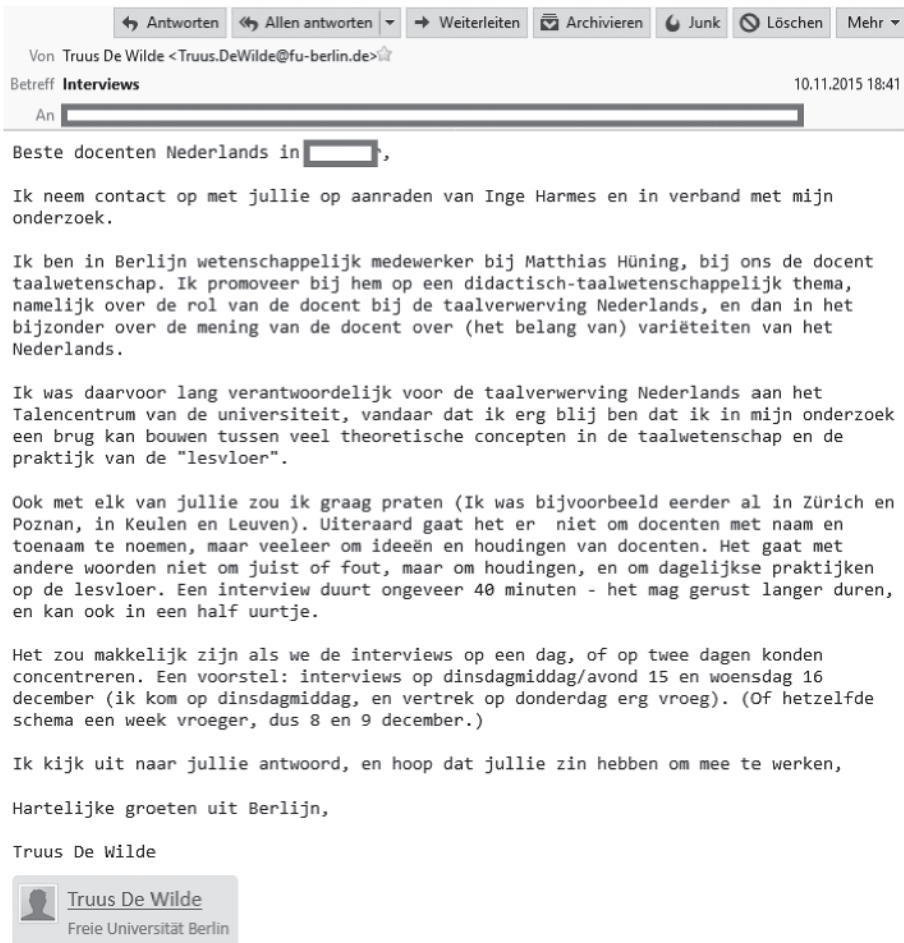 Antworten Allen antworten Weiterleiten Archivieren Junk Löschen Mehr
Von Truus De Wilde <Truus.DeWilde@fu-berlin.de>
Betreff Interviews 10.11.2015 18:41
An
Beste docenten Nederlands in ,
Ik neem contact op met jullie op aanraden van Inge Harmes en in verband met mijn
onderzoek.
Ik ben in Berlijn wetenschappelijk medewerker bij Matthias Hüning, bij ons de docent
taalwetenschap. Ik promoveer bij hem op een didactisch-taalwetenschappelijk thema,
namelijk over de rol van de docent bij de taalverwerving Nederlands, en dan in het
bijzonder over de mening van de docent over (het belang van) variëteiten van het
Nederlands.
Ik was daarvoor lang verantwoordelijk voor de taalverwerving Nederlands aan het
Talencentrum van de universiteit, vandaar dat ik erg blij ben dat ik in mijn onderzoek
een brug kan bouwen tussen veel theoretische concepten in de taalwetenschap en de
praktijk van de "lesvloer".
Ook met elk van jullie zou ik graag praten (Ik was bijvoorbeeld eerder al in Zürich en
Poznan, in Keulen en Leuven). Uiteraard gaat het er niet om docenten met naam en
toenaam te noemen, maar veeleer om ideeën en houdingen van docenten. Het gaat met
andere woorden niet om juist of fout, maar om houdingen, en om dagelijkse praktijken
op de lesvloer. Een interview duurt ongeveer 40 minuten - het mag gerust langer duren,
en kan ook in een half uurtje.
Het zou makkelijk zijn als we de interviews op een dag, of op twee dagen konden
concentreren. Een voorstel: interviews op dinsdagmiddag/avond 15 en woensdag 16
december (ik kom op dinsdagmiddag, en vertrek op donderdag erg vroeg). (Of hetzelfde
schema een week vroeger, dus 8 en 9 december.)
Ik kijk uit naar jullie antwoord, en hoop dat jullie zin hebben om mee te werken,
Hartelijke groeten uit Berlijn,
Truus De Wilde
Truus De Wilde
Freie Universität Berlin